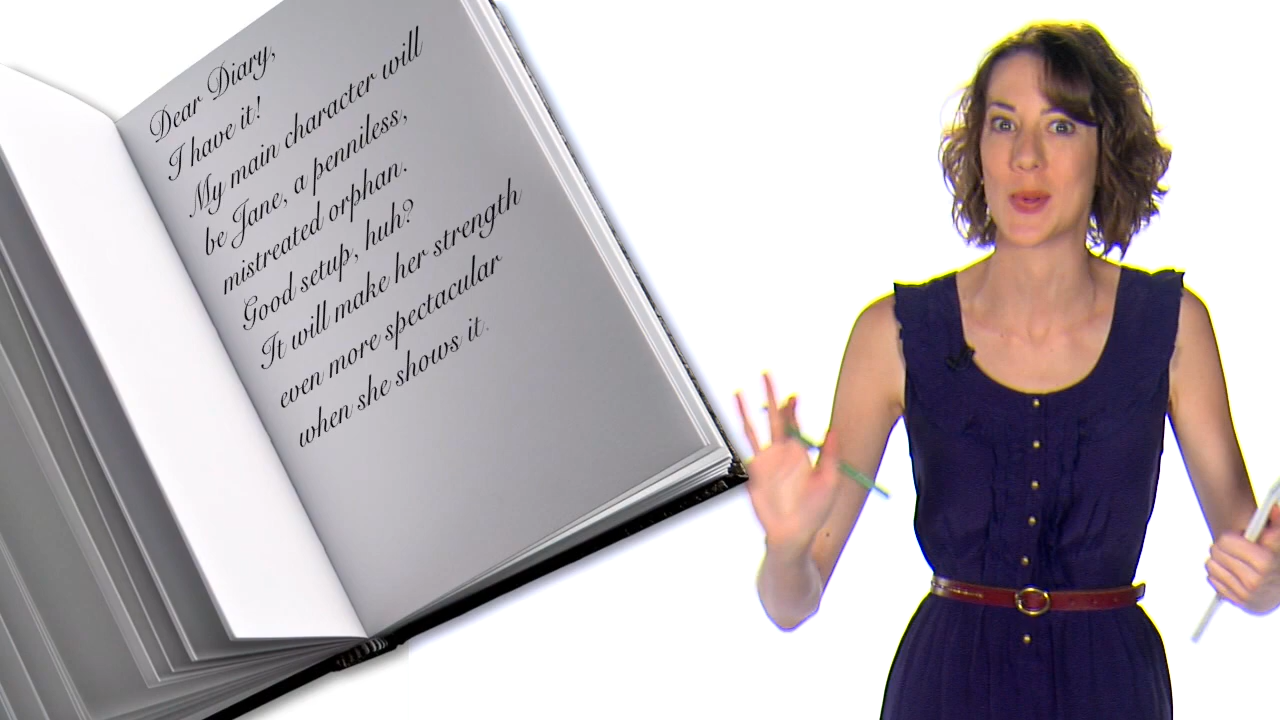 Dear Diary,
I have it!
My main character will
be Jane, a penniless,
mistreated orphan.
Good setup, huh?
It will make her strength
even more spectacular
when she shows it.